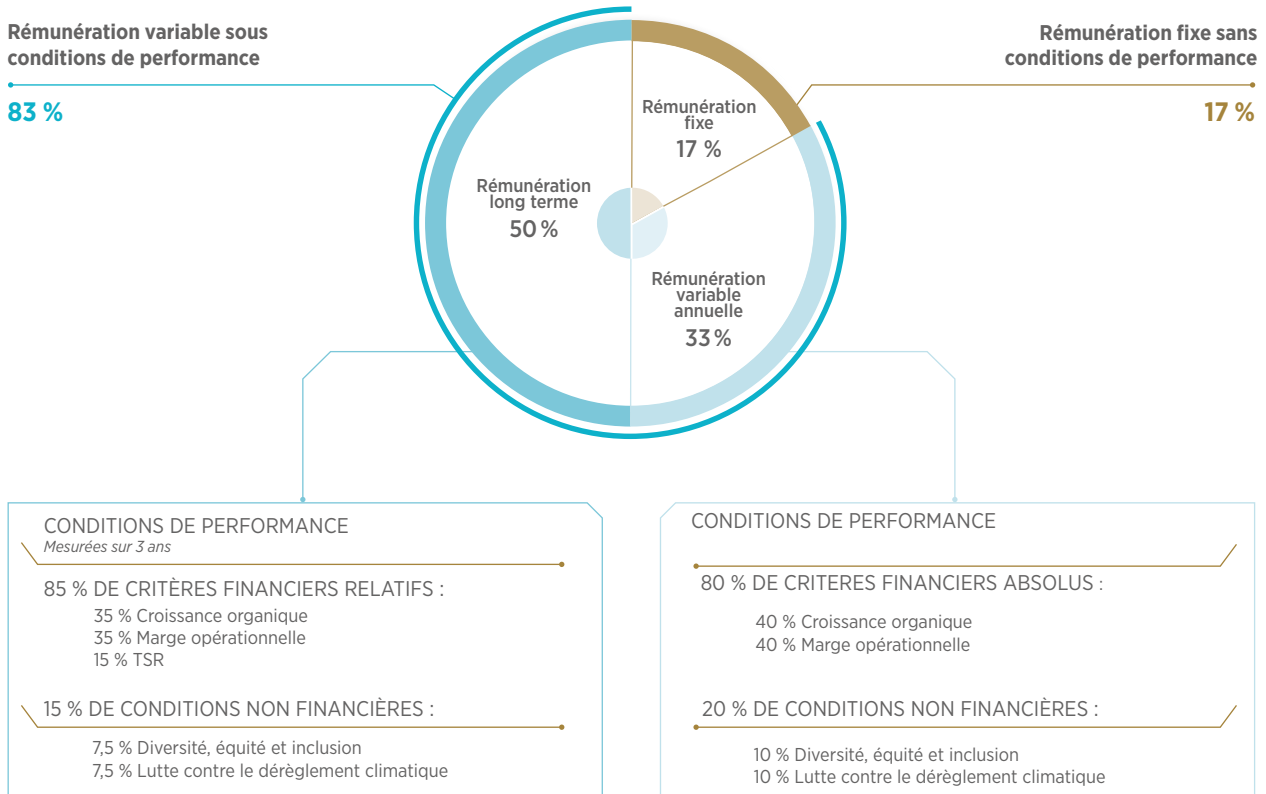 Rémunération variable sous
conditions de performance
83 %
Rémunération fixe sans
conditions de performance
17 %
Rémunération
fixe
17 %
Rémunération
long terme
50 %
Rémunération
variable
annuelle
33 %
CONDITIONS DE PERFORMANCE
Mesurées sur 3 ans
85 % DE CRITÈRES FINANCIERS RELATIFS :
35 % Croissance organique
35 % Marge opérationnelle
15 % TSR
15 % DE CONDITIONS NON FINANCIÈRES :
7,5 % Diversité, équité et inclusion
7,5 % Lutte contre le dérèglement climatique
CONDITIONS DE PERFORMANCE
80 % DE CRITERES FINANCIERS ABSOLUS :
40 % Croissance organique
40 % Marge opérationnelle
20 % DE CONDITIONS NON FINANCIÈRES :
10 % Diversité, équité et inclusion
10 % Lutte contre le dérèglement climatique